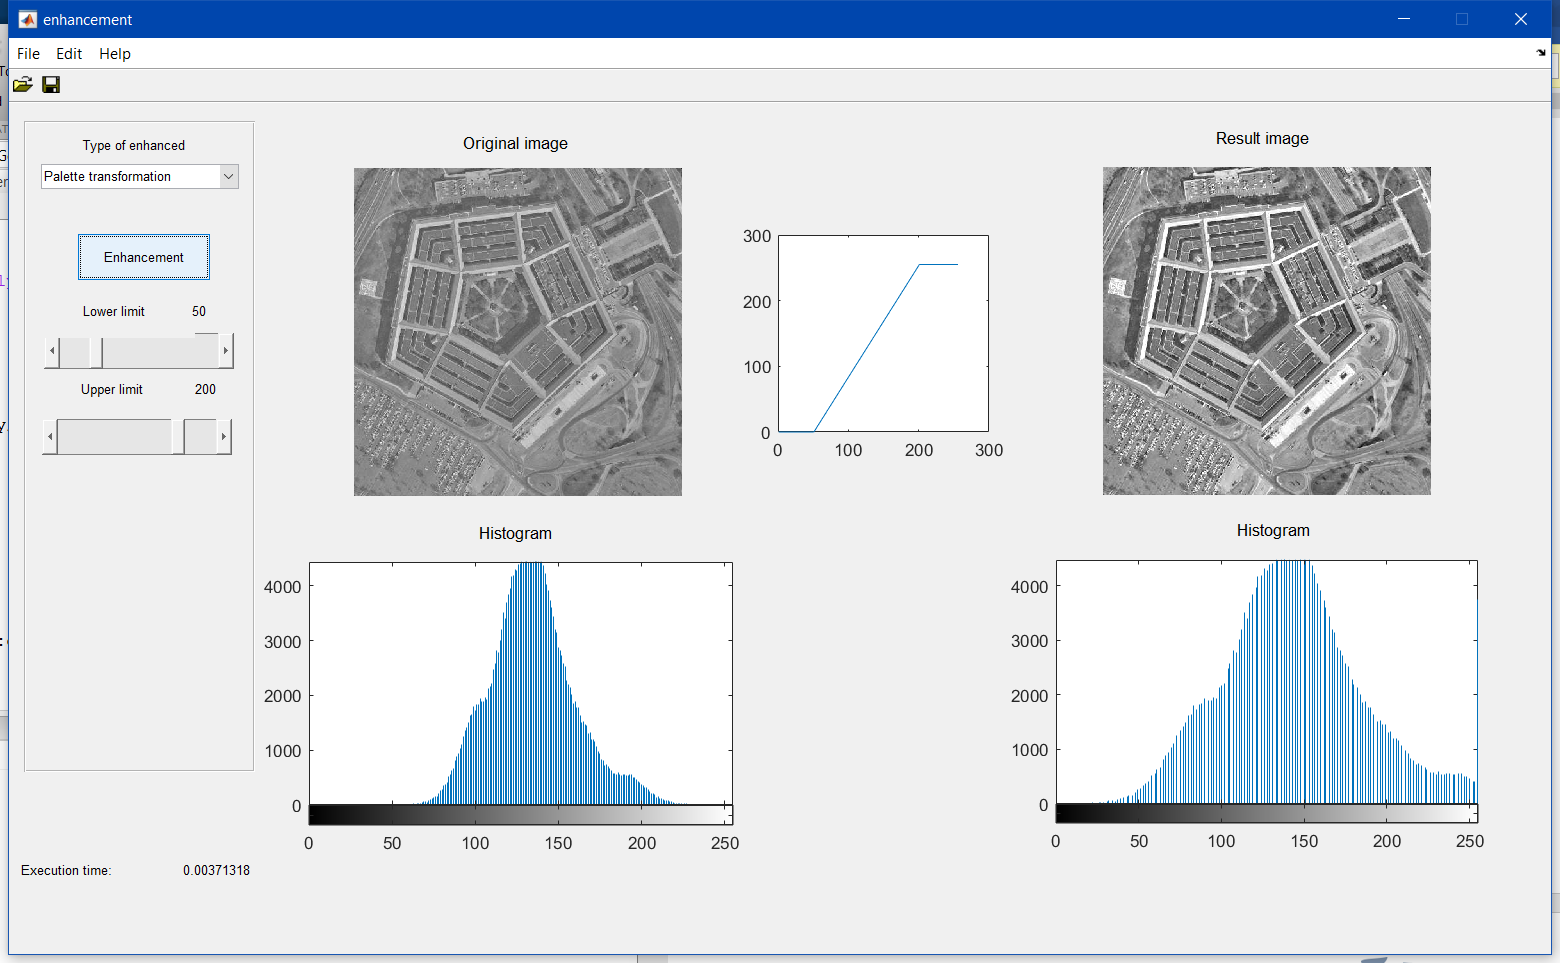 enhancement
File Edit Help
Type of enhanced
Palette transformation
Enhancement
Lower limit 50
Upper limit 200
Execution time: 0.00371318
Original image
300
200
100
0
0 100 200 300
Result image
Histogram
4000
3000
2000
1000
0
0 50 100 150 200 250
Histogram
4000
3000
2000
1000
0
0 50 100 150 200 250